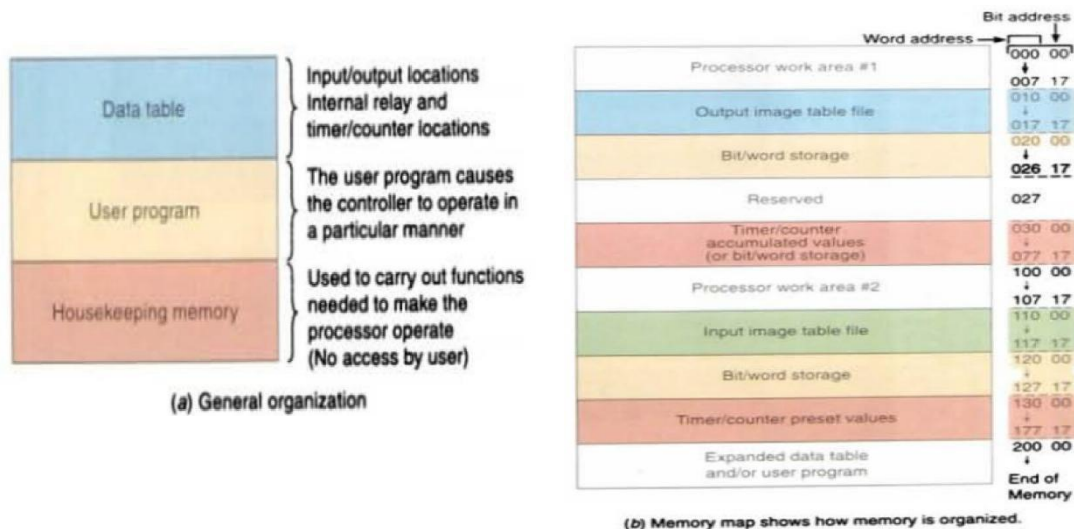 Data table
Input/output locations
Internal relay and
timer/counter locations
User program
The user program causes
the controller to operate in
a particular manner
Housekeeping memory
Used to carry out functions
needed to make the
processor operate
(No access by user)
(a) General organization
Bit address
Word address
Processor work area #1
000 00
007 17
Output image table file
010 00
017 17
Bit/word storage
020 00
026 17
Reserved
027
Timer/counter
accumulated values
(or bit/word storage)
030 00
077 17
Processor work area #2
100 00
107 17
Input image table file
110 00
117 17
Bit/word storage
120 00
127 17
Timer/counter preset values
130 00
177 17
Expanded data table
and/or user program
200 00
End of
Memory
(b) Memory map shows how memory is organized.